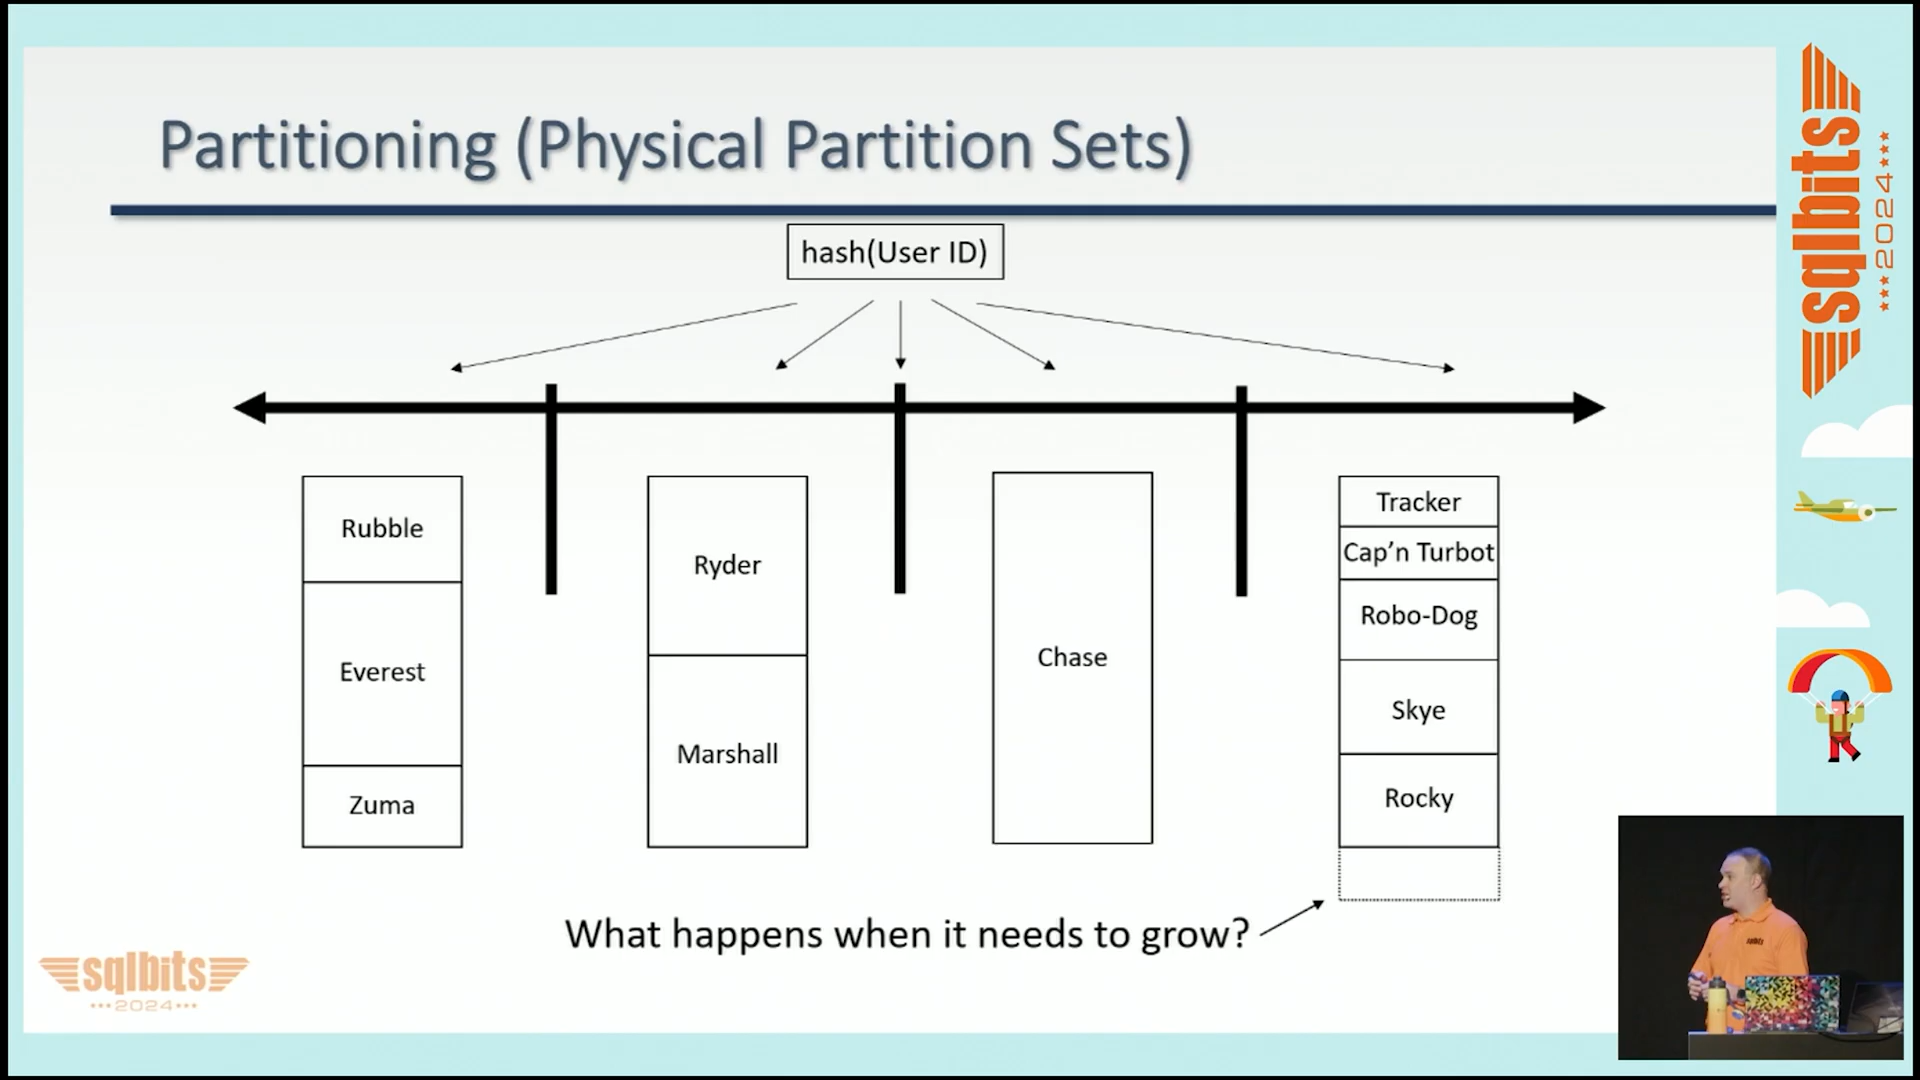 Partitioning (Physical Partition Sets)
hash(User ID)
Rubble
Everest
Zuma
Ryder
Marshall
Chase
Tracker
Cap'n Turbot
Robo-Dog
Skye
Rocky
What happens when it needs to grow?
sqlbits
2024
sqlbits
2024
sqlbits